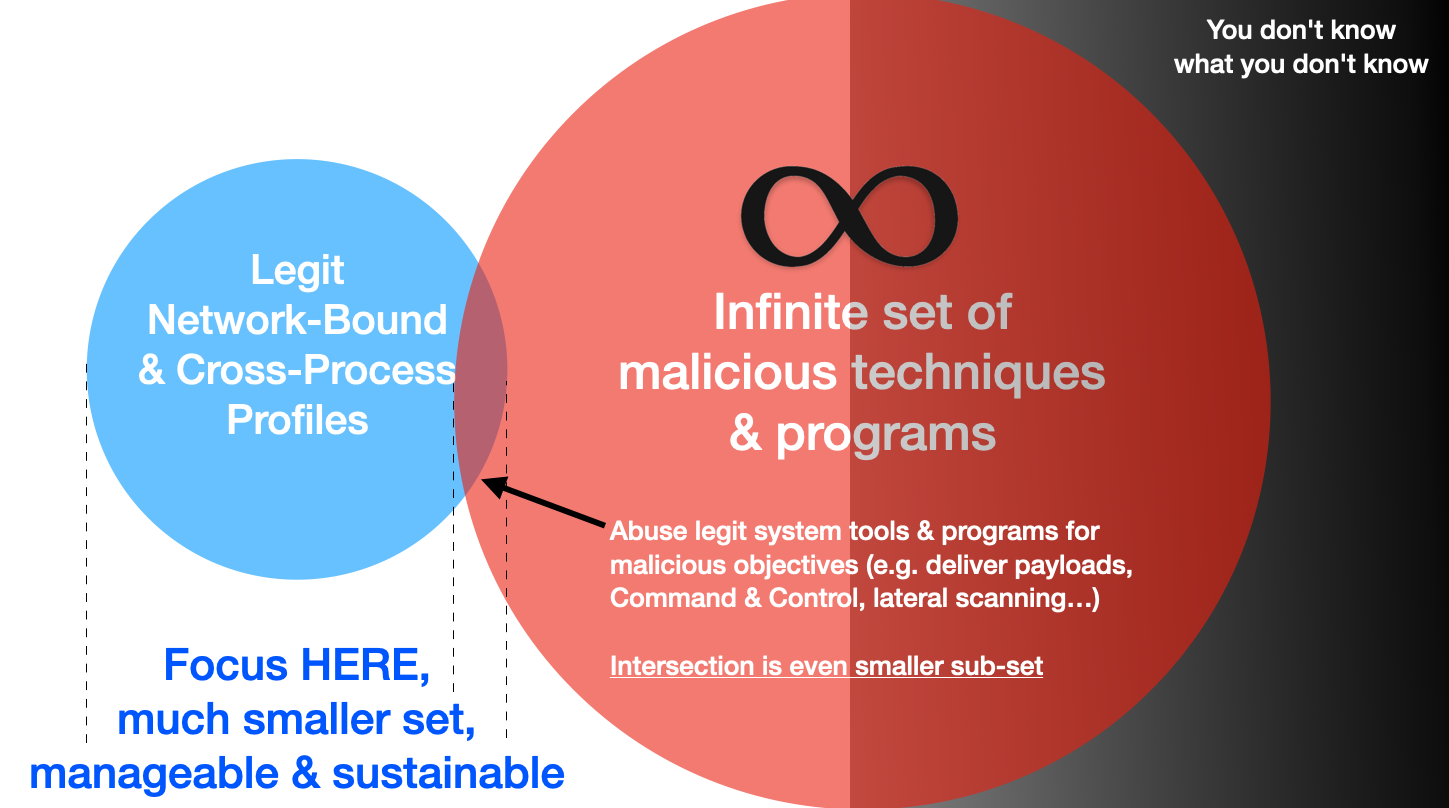 You don't know
what you don't know
Legit
Network-Bound
& Cross-Process
Profiles
∞
Infinite set of
malicious techniques
& programs
Abuse legit system tools & programs for
malicious objectives (e.g. deliver payloads,
Command & Control, lateral scanning…)
Intersection is even smaller sub-set
Focus HERE,
much smaller set,
manageable & sustainable